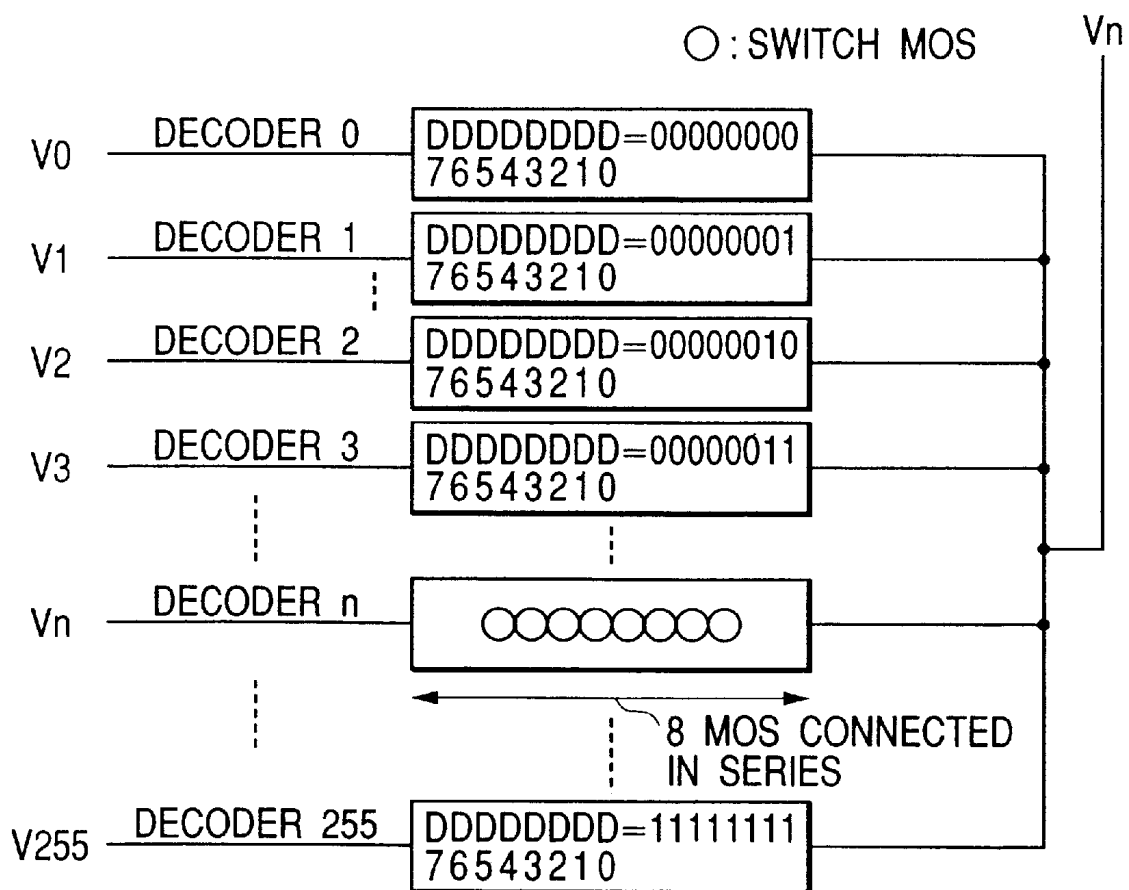 ○: SWITCH MOS
Vn
V0 DECODER 0 DDDDDDDD=00000000
76543210
V1 DECODER 1 DDDDDDDD=00000001
76543210
V2 DECODER 2 DDDDDDDD=00000010
76543210
V3 DECODER 3 DDDDDDDD=00000011
76543210
Vn DECODER n
8 MOS CONNECTED
IN SERIES
V255 DECODER 255 DDDDDDDD=11111111
76543210